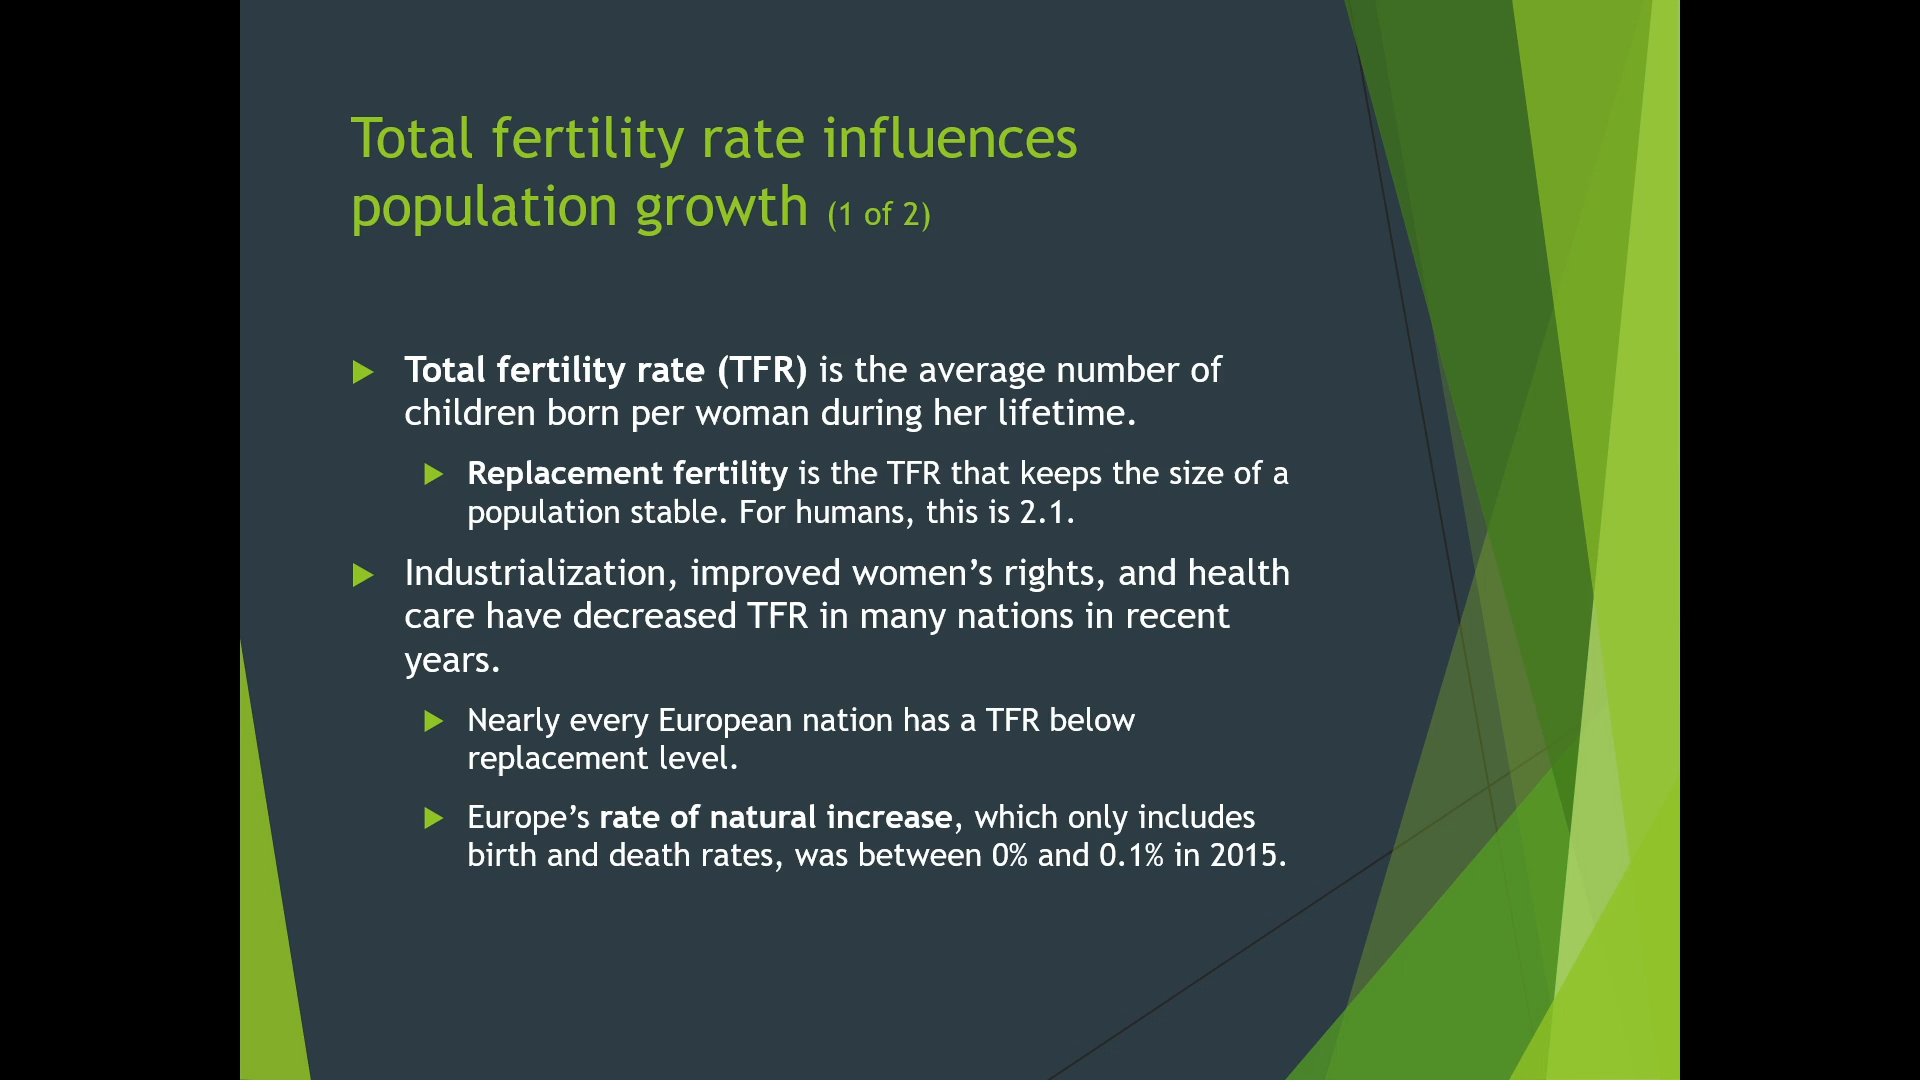 Total fertility rate influences
population growth (1 of 2)
Total fertility rate (TFR) is the average number of
children born per woman during her lifetime.
Replacement fertility is the TFR that keeps the size of a
population stable. For humans, this is 2.1.
Industrialization, improved women’s rights, and health
care have decreased TFR in many nations in recent
years.
Nearly every European nation has a TFR below
replacement level.
Europe’s rate of natural increase, which only includes
birth and death rates, was between 0% and 0.1% in 2015.